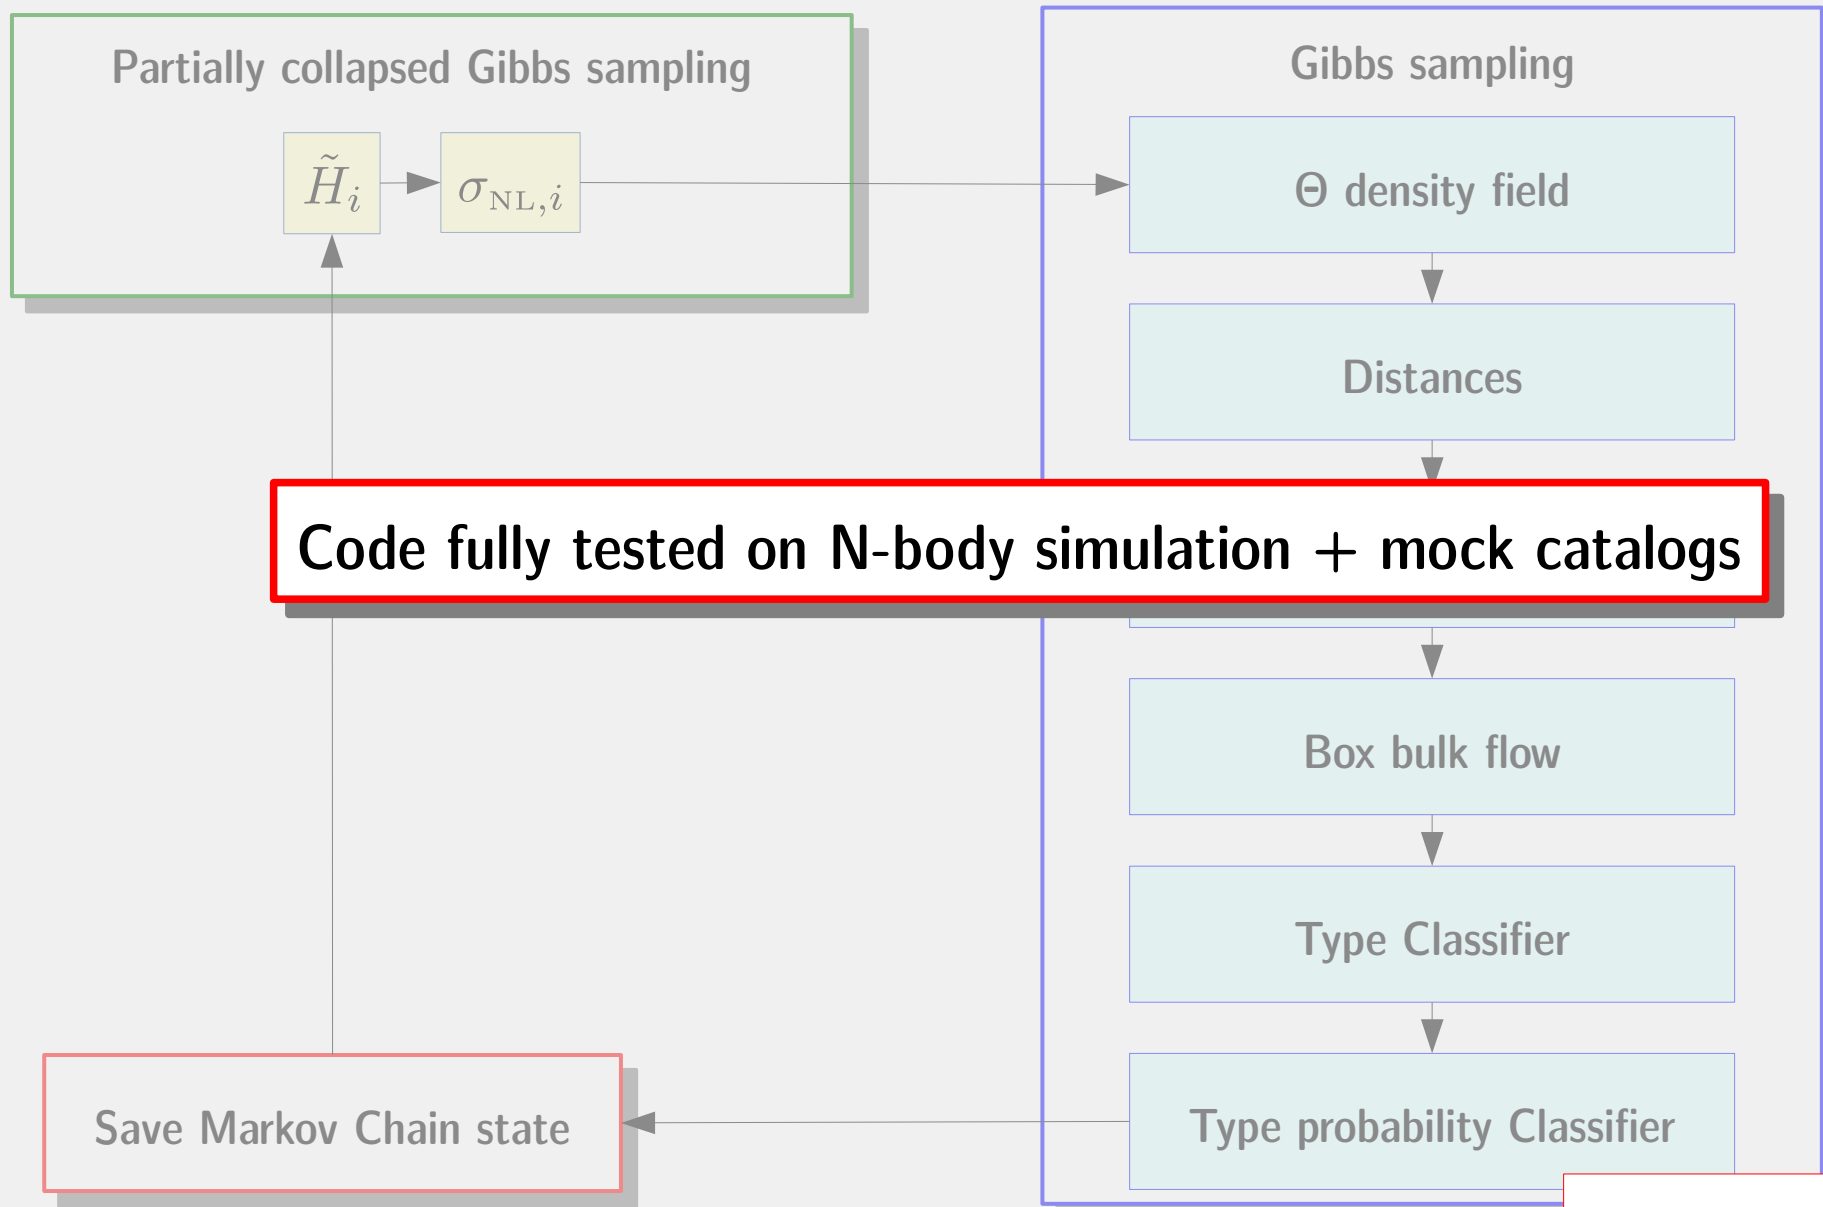 Partially collapsed Gibbs sampling
H̃ᵢ
σ_NL,i
Gibbs sampling
Θ density field
Distances
Code fully tested on N-body simulation + mock catalogs
Box bulk flow
Type Classifier
Type probability Classifier
Save Markov Chain state